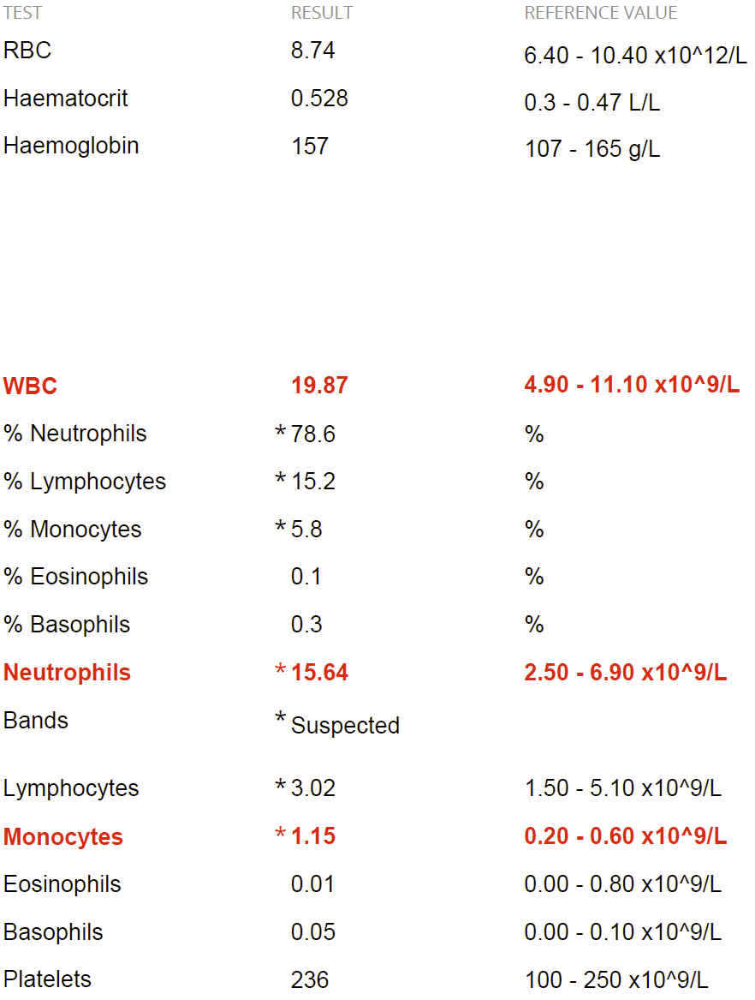 TEST RESULT REFERENCE VALUE
RBC 8.74 6.40 - 10.40 x10^12/L
Haematocrit 0.528 0.3 - 0.47 L/L
Haemoglobin 157 107 - 165 g/L
WBC 19.87 4.90 - 11.10 x10^9/L
% Neutrophils * 78.6 %
% Lymphocytes * 15.2 %
% Monocytes * 5.8 %
% Eosinophils 0.1 %
% Basophils 0.3 %
Neutrophils * 15.64 2.50 - 6.90 x10^9/L
Bands * Suspected
Lymphocytes * 3.02 1.50 - 5.10 x10^9/L
Monocytes * 1.15 0.20 - 0.60 x10^9/L
Eosinophils 0.01 0.00 - 0.80 x10^9/L
Basophils 0.05 0.00 - 0.10 x10^9/L
Platelets 236 100 - 250 x10^9/L